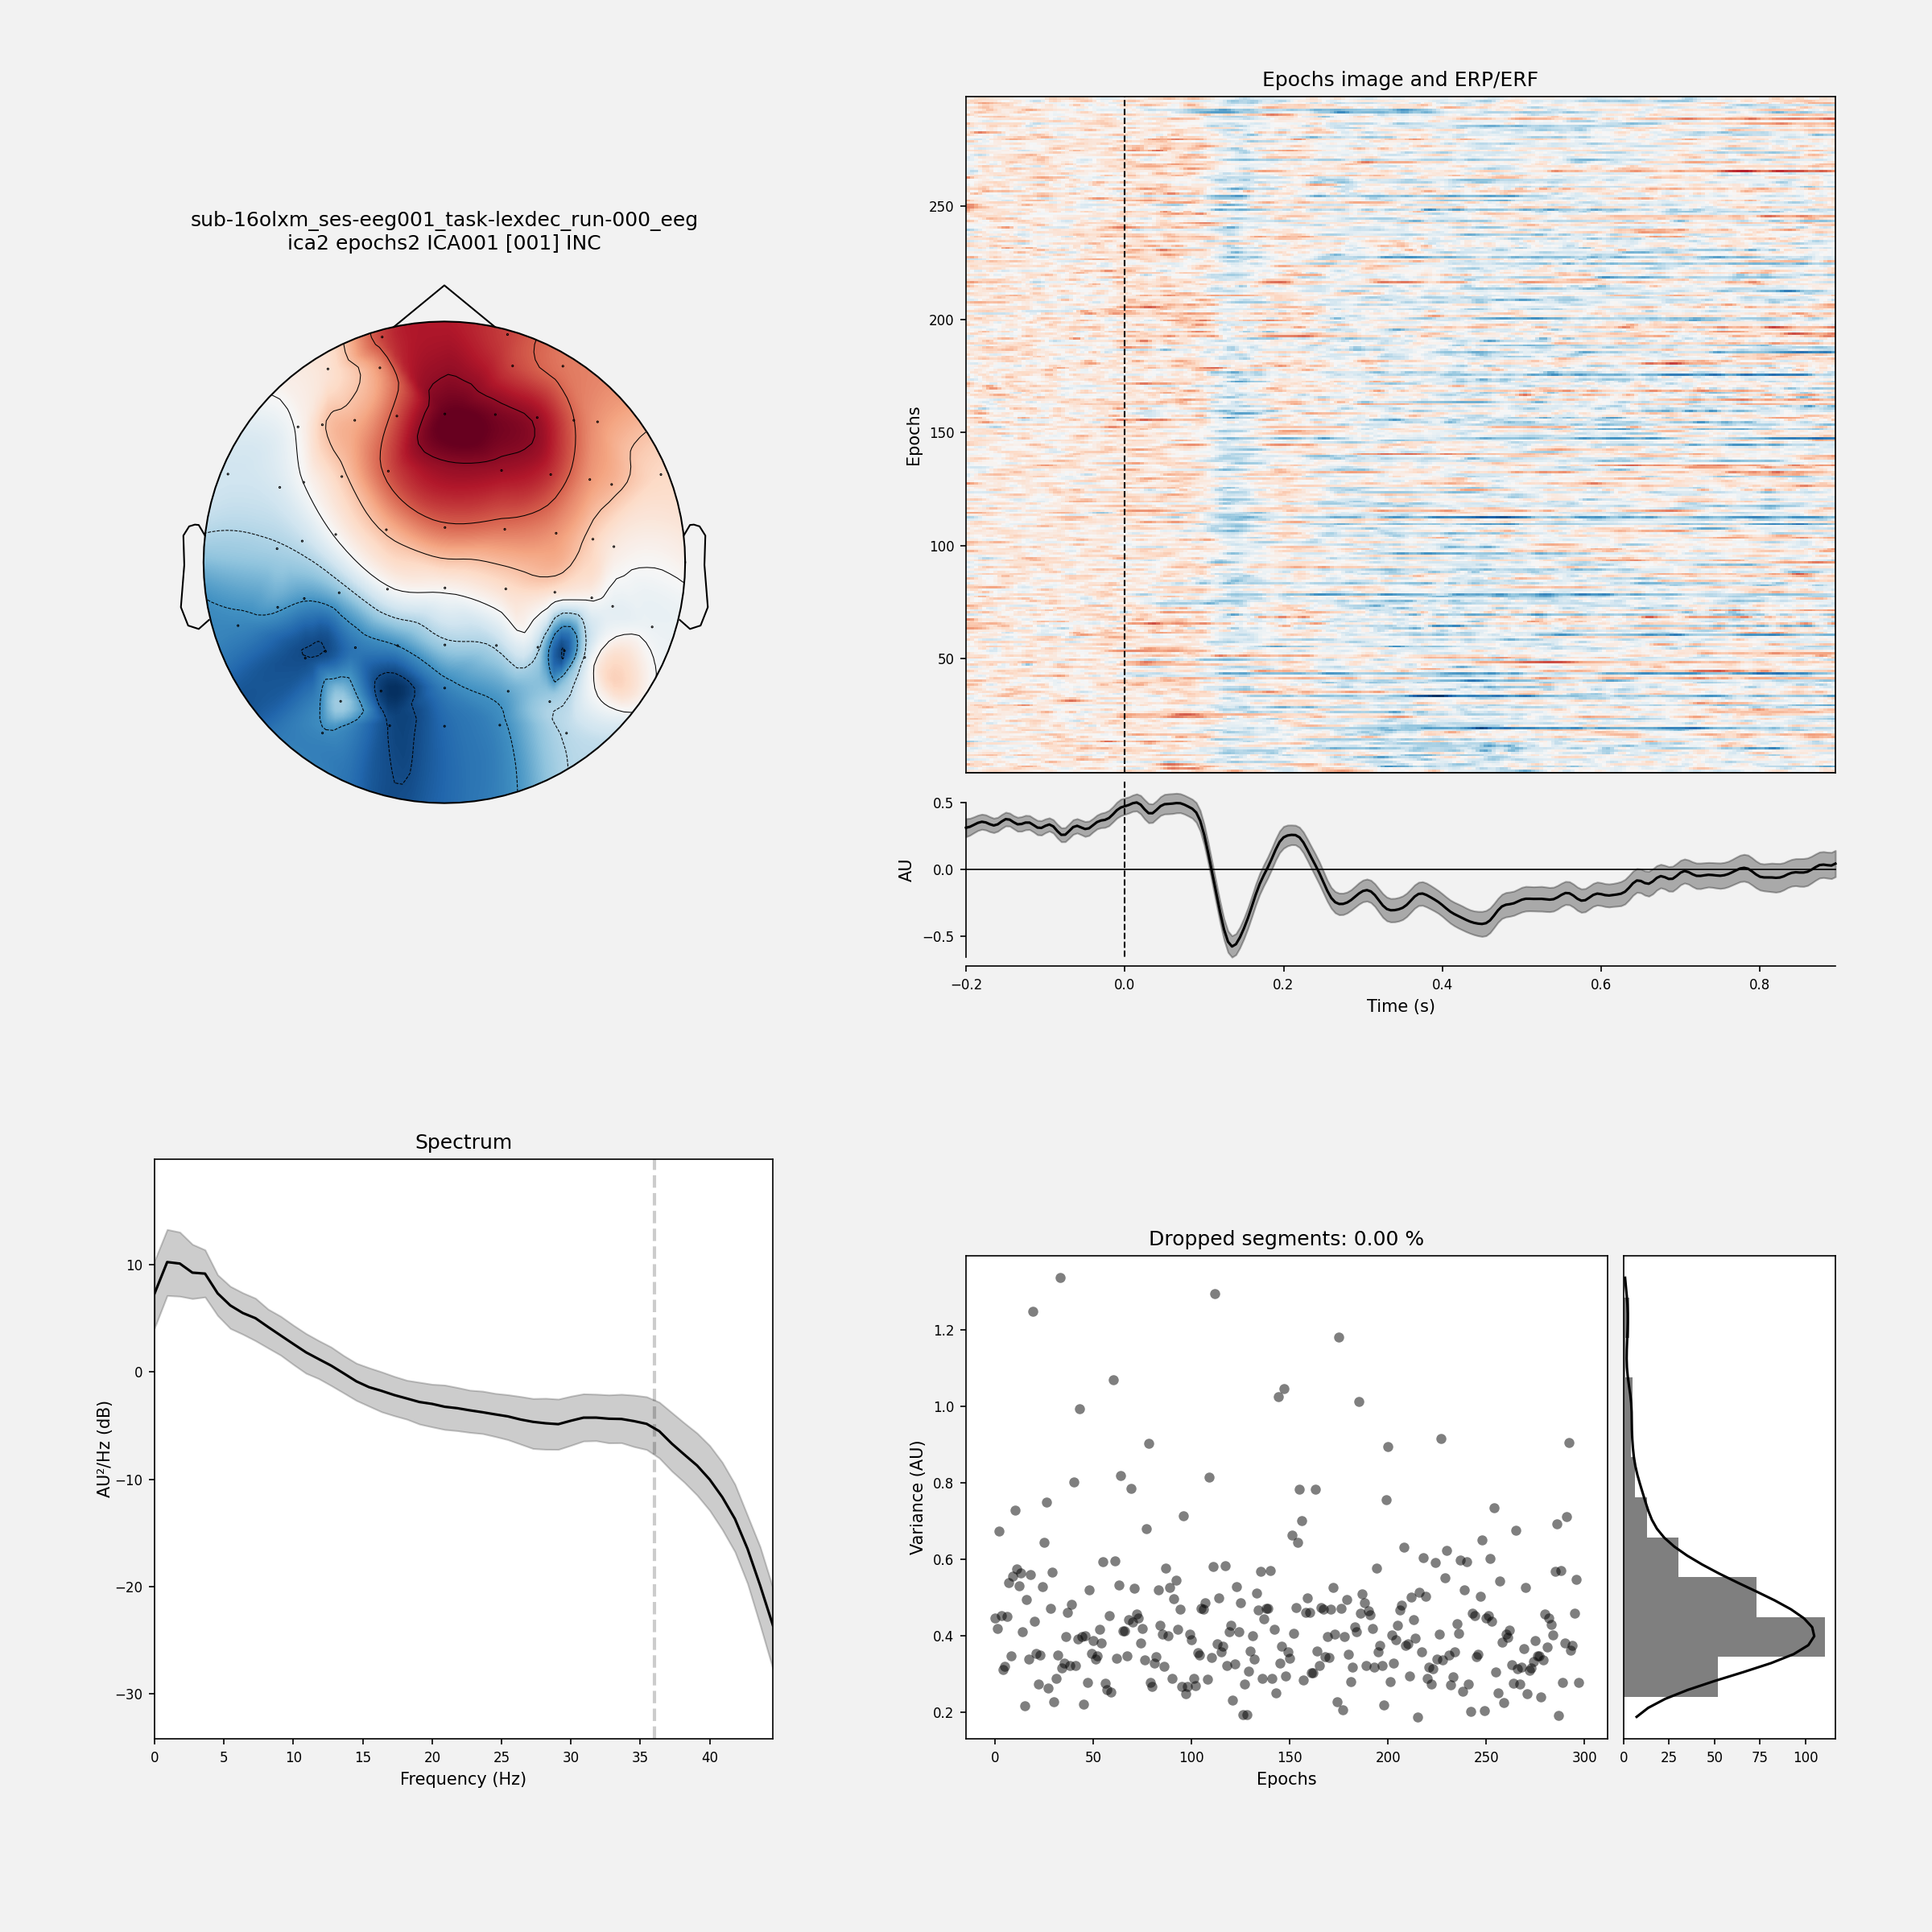 sub-16olxm_ses-eeg001_task-lexdec_run-000_eeg
ica2 epochs2 ICA001 [001] INC
Epochs image and ERP/ERF
Epochs
250
200
150
100
50
AU
0.5
0.0
−0.5
−0.2 0.0 0.2 0.4 0.6 0.8
Time (s)
Spectrum
AU²/Hz (dB)
10
0
−10
−20
−30
0 5 10 15 20 25 30 35 40
Frequency (Hz)
Dropped segments: 0.00 %
Variance (AU)
1.2
1.0
0.8
0.6
0.4
0.2
0 50 100 150 200 250 300
Epochs
0 25 50 75 100